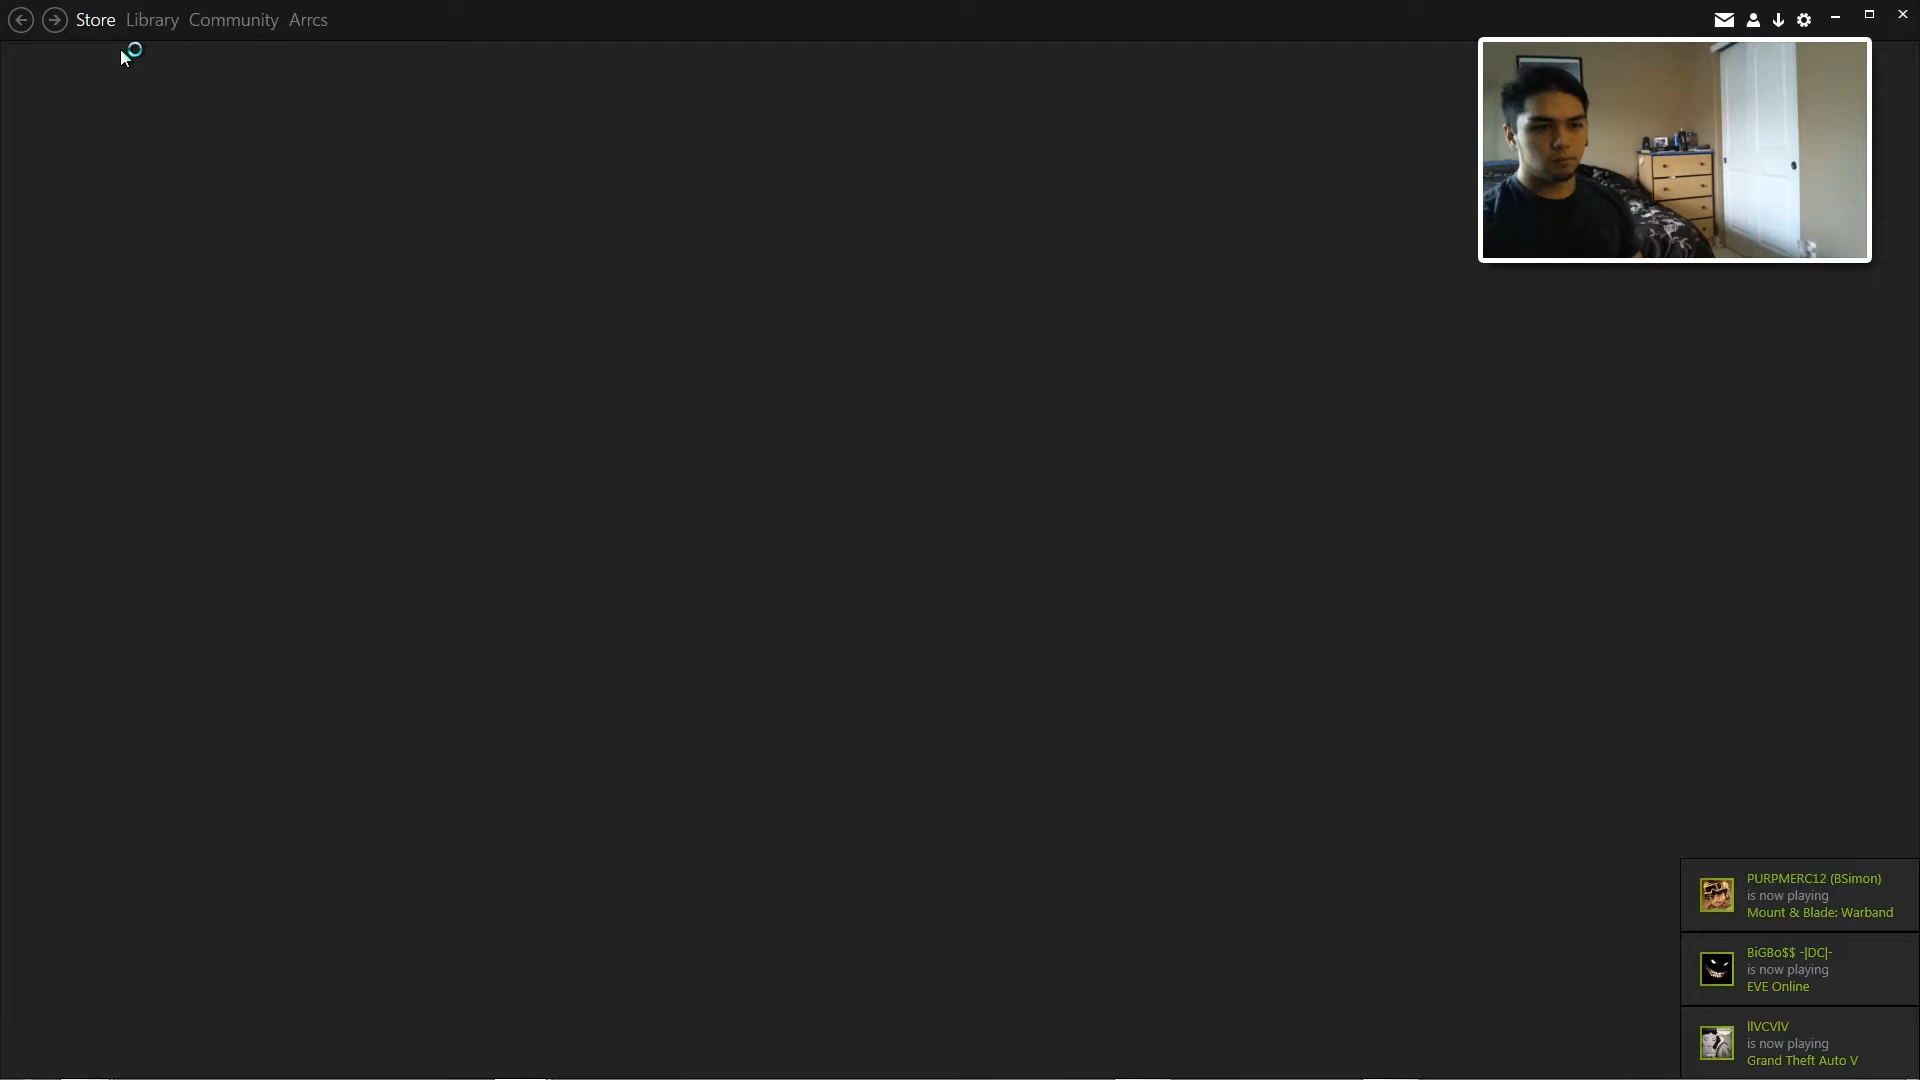 Store Library Community Arrcs
PURPMERC12 (BSimon)
is now playing
Mount & Blade: Warband
BiGBo$$ -|DC|-
is now playing
EVE Online
llVCVlV
is now playing
Grand Theft Auto V